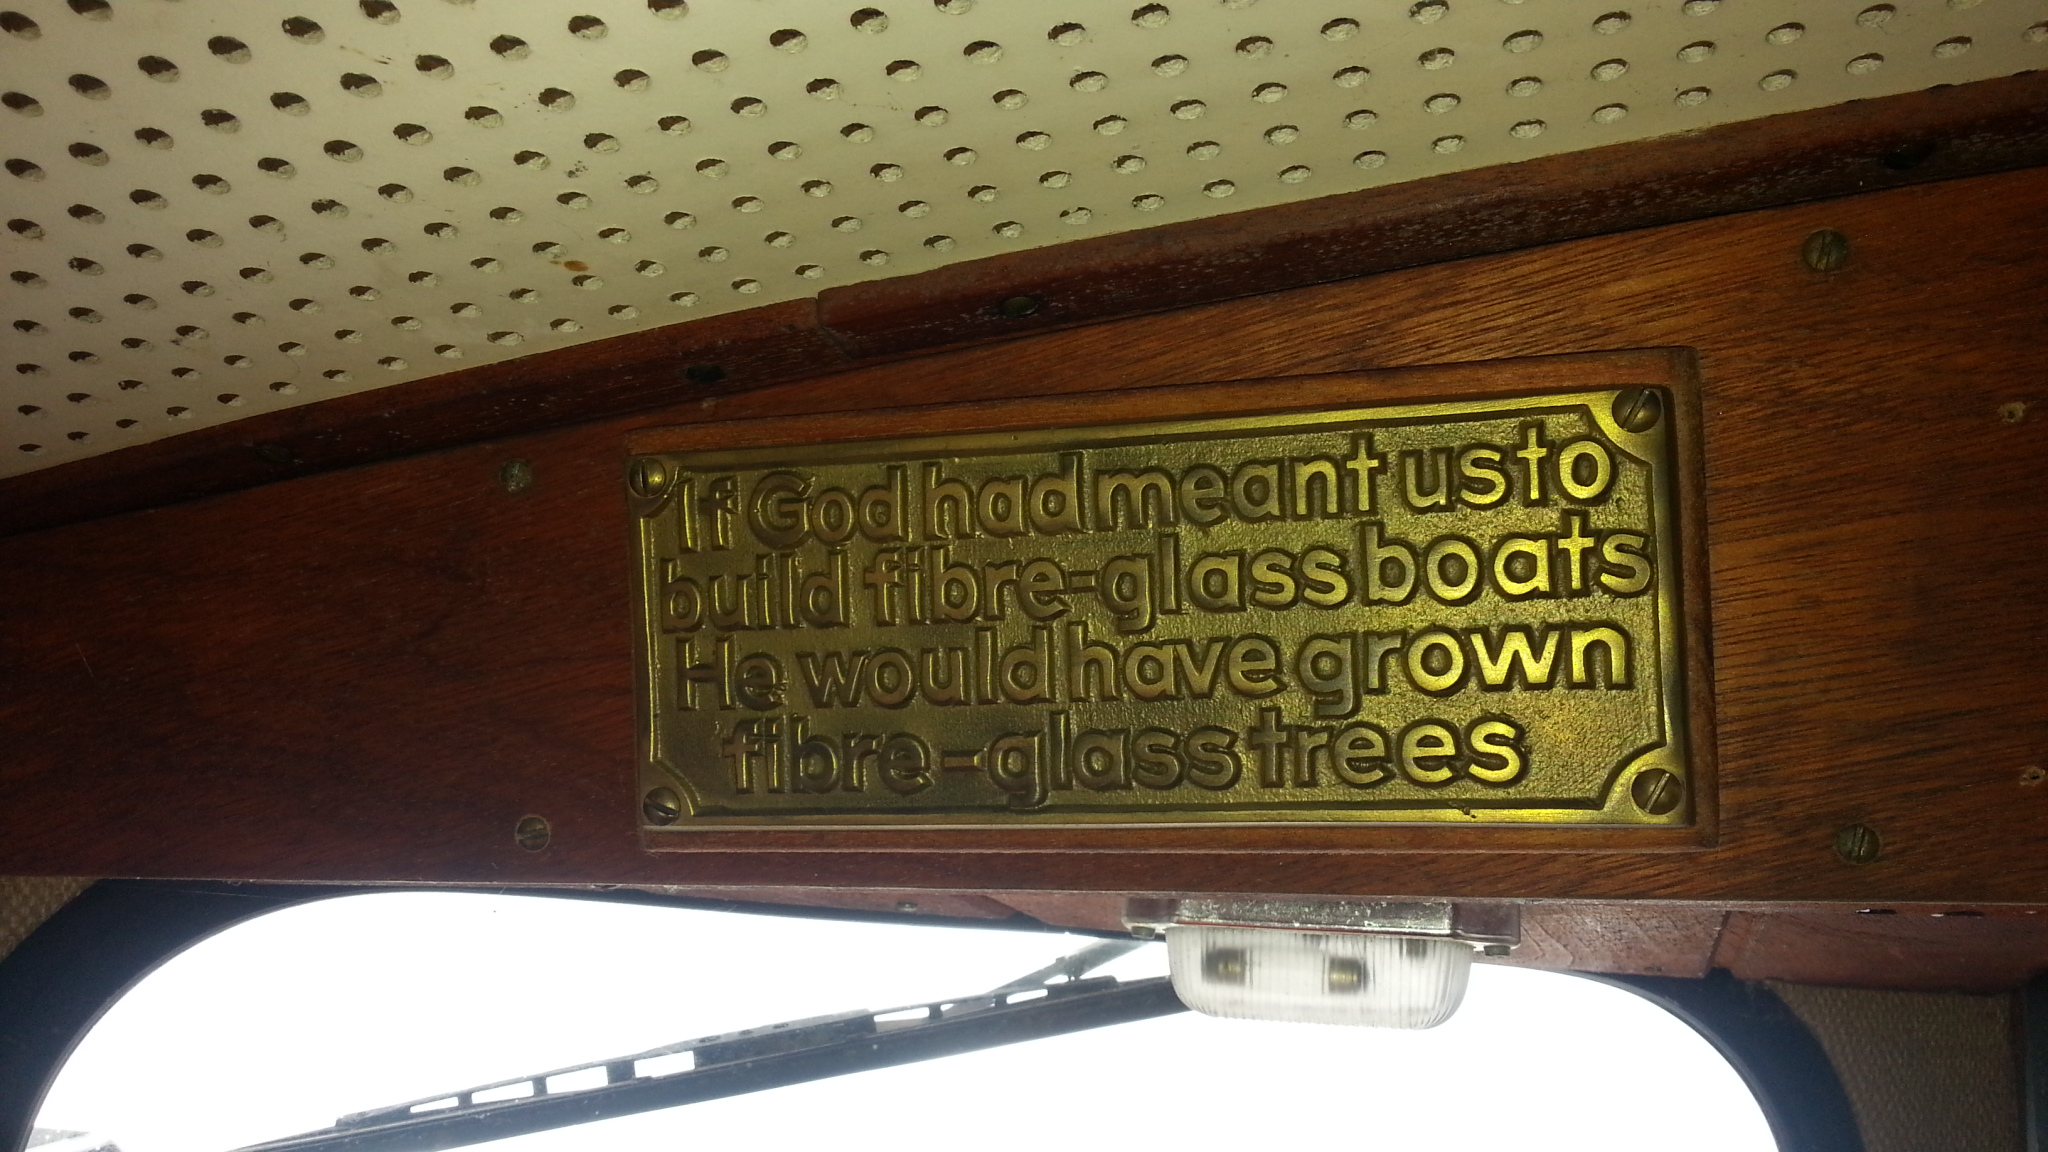 If God had meant us to
build fibre-glass boats
He would have grown
fibre-glass trees